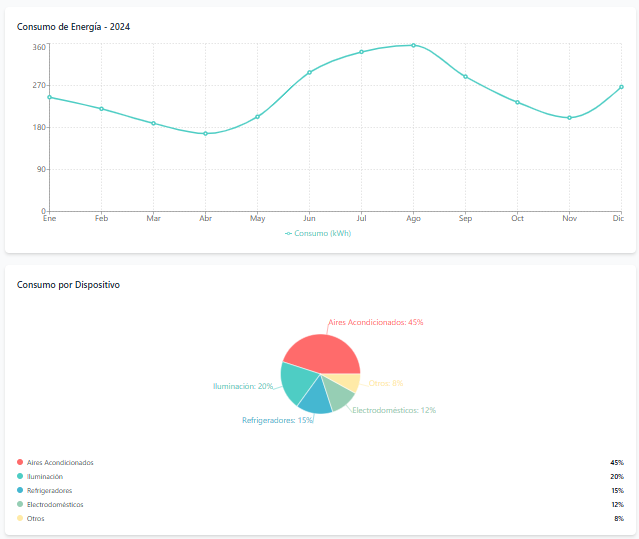 Consumo de Energía - 2024
360
270
180
90
0
Ene Feb Mar Abr May Jun Jul Ago Sep Oct Nov Dic
Consumo (kWh)
Consumo por Dispositivo
Aires Acondicionados: 45%
Otros: 8%
Iluminación: 20%
Electrodomésticos: 12%
Refrigeradores: 15%
Aires Acondicionados 45%
Iluminación 20%
Refrigeradores 15%
Electrodomésticos 12%
Otros 8%